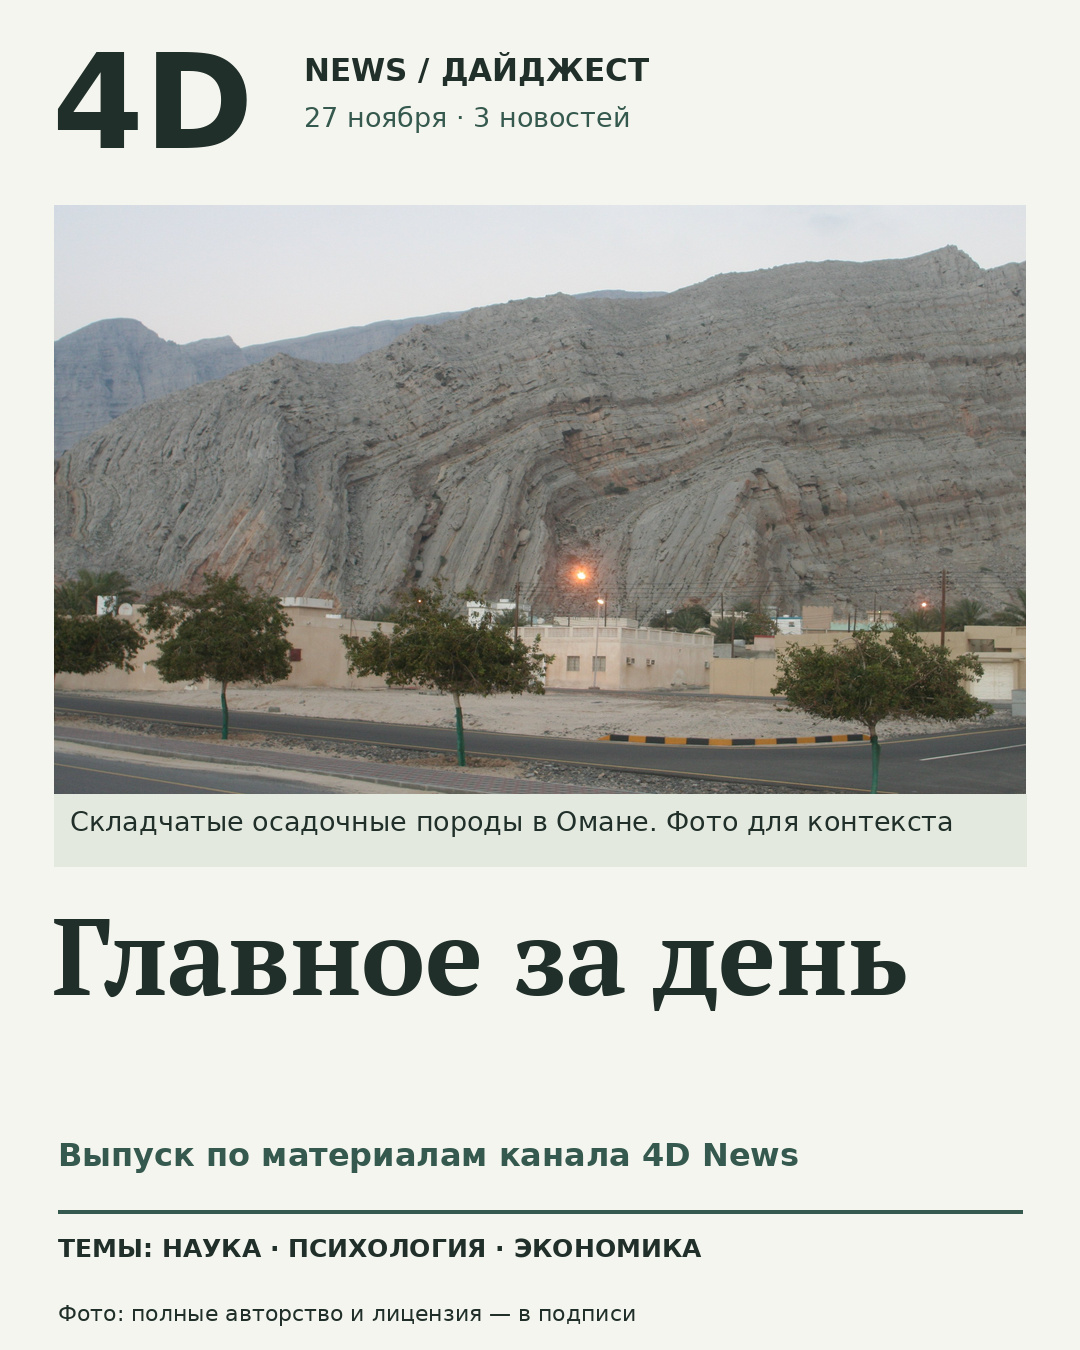 4D
NEWS / ДАЙДЖЕСТ
27 ноября · 3 новостей
Складчатые осадочные породы в Омане. Фото для контекста
Главное за день
Выпуск по материалам канала 4D News
ТЕМЫ: НАУКА · ПСИХОЛОГИЯ · ЭКОНОМИКА
Фото: полные авторство и лицензия — в подписи